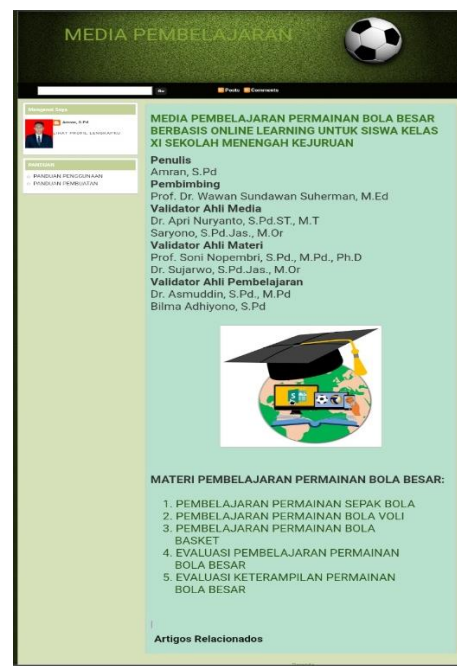 MEDIA PEMBELAJARAN
Go
Posts Comments
Mengenai Saya
Amran, S.Pd
LIHAT PROFIL LENGKAPKU
PANDUAN
PANDUAN PENGGUNAAN
PANDUAN PEMBUATAN
MEDIA PEMBELAJARAN PERMAINAN BOLA BESAR
BERBASIS ONLINE LEARNING UNTUK SISWA KELAS
XI SEKOLAH MENENGAH KEJURUAN
Penulis
Amran, S.Pd
Pembimbing
Prof. Dr. Wawan Sundawan Suherman, M.Ed
Validator Ahli Media
Dr. Apri Nuryanto, S.Pd.ST., M.T
Saryono, S.Pd.Jas., M.Or
Validator Ahli Materi
Prof. Soni Nopembri, S.Pd., M.Pd., Ph.D
Dr. Sujarwo, S.Pd.Jas., M.Or
Validator Ahli Pembelajaran
Dr. Asmuddin, S.Pd., M.Pd
Bilma Adhiyono, S.Pd
MATERI PEMBELAJARAN PERMAINAN BOLA BESAR:
1. PEMBELAJARAN PERMAINAN SEPAK BOLA
2. PEMBELAJARAN PERMAINAN BOLA VOLI
3. PEMBELAJARAN PERMAINAN BOLA
BASKET
4. EVALUASI PEMBELAJARAN PERMAINAN
BOLA BESAR
5. EVALUASI KETERAMPILAN PERMAINAN
BOLA BESAR
Artigos Relacionados